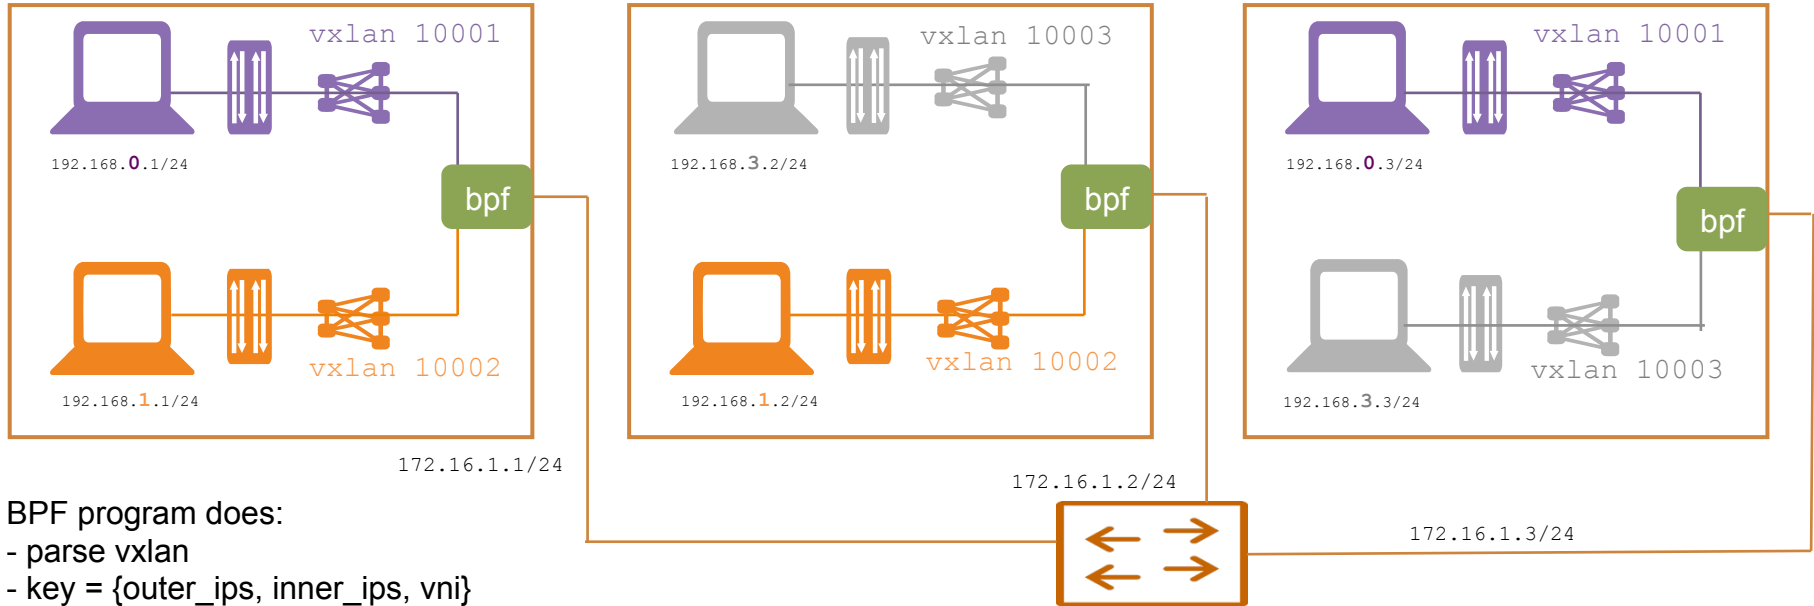 vxlan 10001
192.168.0.1/24
bpf
vxlan 10002
192.168.1.1/24
172.16.1.1/24
vxlan 10003
192.168.3.2/24
bpf
vxlan 10002
192.168.1.2/24
172.16.1.2/24
vxlan 10001
192.168.0.3/24
bpf
vxlan 10003
192.168.3.3/24
172.16.1.3/24
BPF program does:
- parse vxlan
- key = {outer_ips, inner_ips, vni}